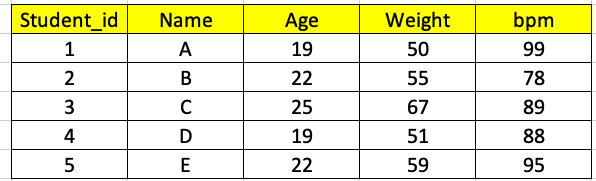 Student_id Name Age Weight bpm
1 A 19 50 99
2 B 22 55 78
3 C 25 67 89
4 D 19 51 88
5 E 22 59 95